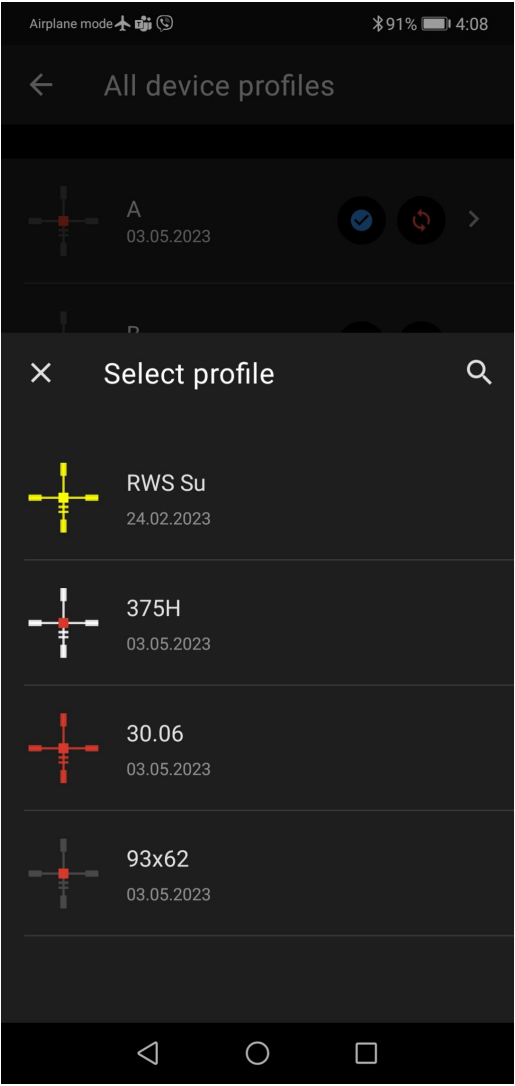 Airplane mode 91% 4:08
All device profiles
A
03.05.2023
Select profile
RWS Su
24.02.2023
375H
03.05.2023
30.06
03.05.2023
93x62
03.05.2023